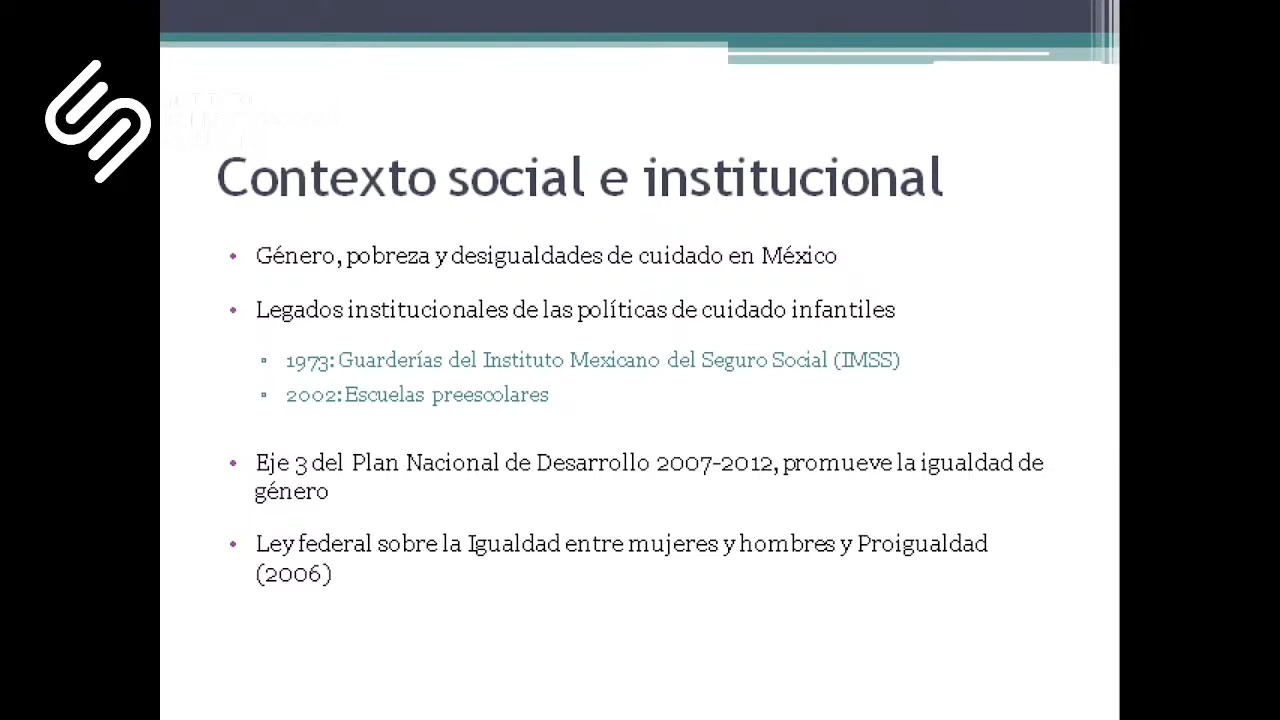 Contexto social e institucional
• Género, pobreza y desigualdades de cuidado en México
• Legados institucionales de las políticas de cuidado infantiles
▫ 1973: Guarderías del Instituto Mexicano del Seguro Social (IMSS)
▫ 2002: Escuelas preescolares
• Eje 3 del Plan Nacional de Desarrollo 2007-2012, promueve la igualdad de
género
• Ley federal sobre la Igualdad entre mujeres y hombres y Proigualdad
(2006)